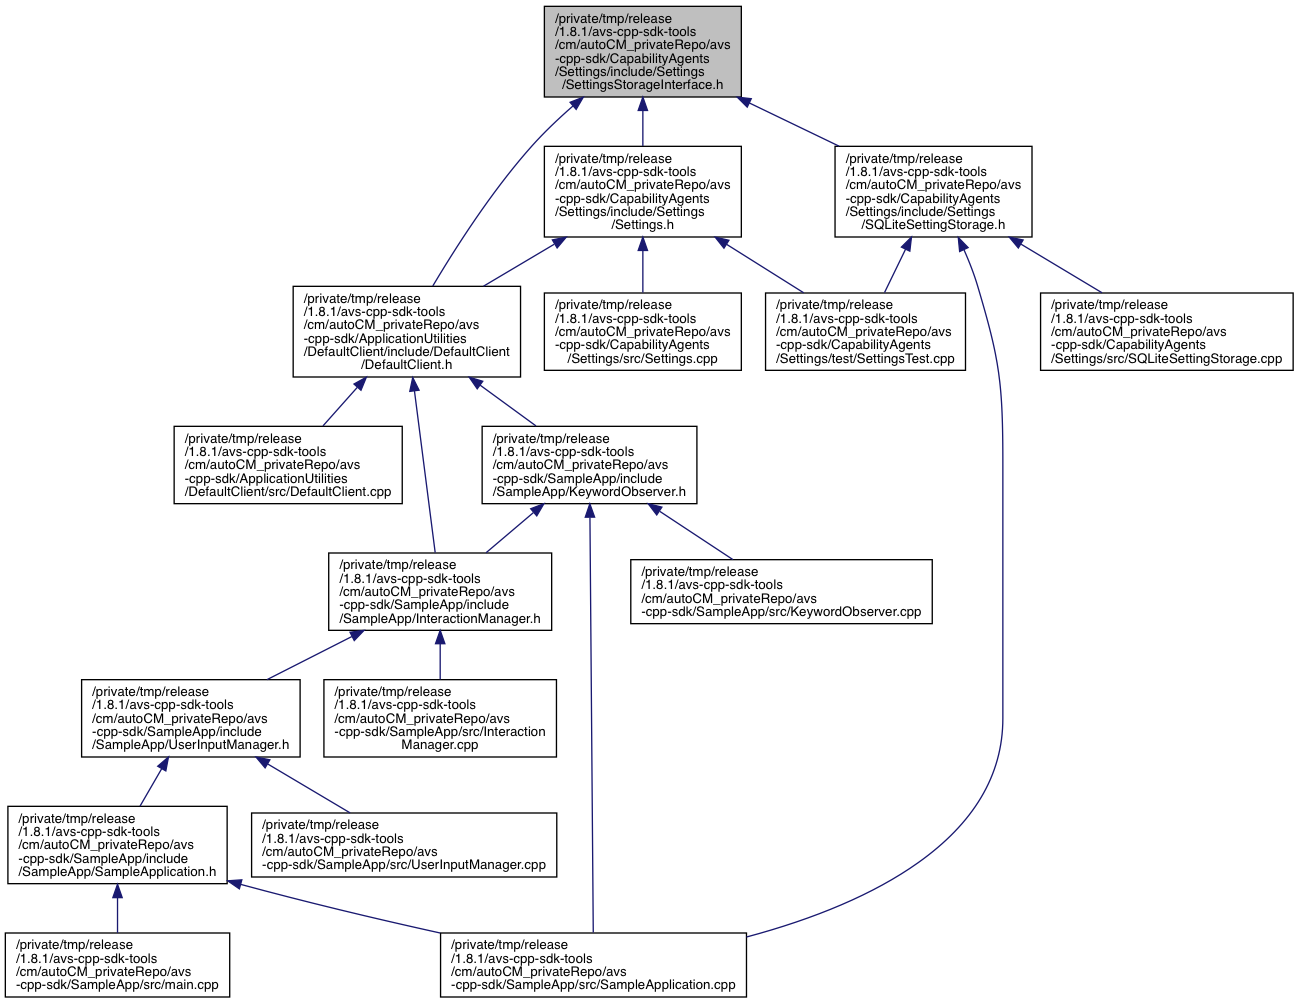 /private/tmp/release
/1.8.1/avs-cpp-sdk-tools
/cm/autoCM_privateRepo/avs
-cpp-sdk/CapabilityAgents
/Settings/include/Settings
/SettingsStorageInterface.h
/private/tmp/release
/1.8.1/avs-cpp-sdk-tools
/cm/autoCM_privateRepo/avs
-cpp-sdk/CapabilityAgents
/Settings/include/Settings
/Settings.h
/private/tmp/release
/1.8.1/avs-cpp-sdk-tools
/cm/autoCM_privateRepo/avs
-cpp-sdk/CapabilityAgents
/Settings/include/Settings
/SQLiteSettingStorage.h
/private/tmp/release
/1.8.1/avs-cpp-sdk-tools
/cm/autoCM_privateRepo/avs
-cpp-sdk/ApplicationUtilities
/DefaultClient/include/DefaultClient
/DefaultClient.h
/private/tmp/release
/1.8.1/avs-cpp-sdk-tools
/cm/autoCM_privateRepo/avs
-cpp-sdk/CapabilityAgents
/Settings/src/Settings.cpp
/private/tmp/release
/1.8.1/avs-cpp-sdk-tools
/cm/autoCM_privateRepo/avs
-cpp-sdk/CapabilityAgents
/Settings/test/SettingsTest.cpp
/private/tmp/release
/1.8.1/avs-cpp-sdk-tools
/cm/autoCM_privateRepo/avs
-cpp-sdk/CapabilityAgents
/Settings/src/SQLiteSettingStorage.cpp
/private/tmp/release
/1.8.1/avs-cpp-sdk-tools
/cm/autoCM_privateRepo/avs
-cpp-sdk/ApplicationUtilities
/DefaultClient/src/DefaultClient.cpp
/private/tmp/release
/1.8.1/avs-cpp-sdk-tools
/cm/autoCM_privateRepo/avs
-cpp-sdk/SampleApp/include
/SampleApp/KeywordObserver.h
/private/tmp/release
/1.8.1/avs-cpp-sdk-tools
/cm/autoCM_privateRepo/avs
-cpp-sdk/SampleApp/include
/SampleApp/InteractionManager.h
/private/tmp/release
/1.8.1/avs-cpp-sdk-tools
/cm/autoCM_privateRepo/avs
-cpp-sdk/SampleApp/src/KeywordObserver.cpp
/private/tmp/release
/1.8.1/avs-cpp-sdk-tools
/cm/autoCM_privateRepo/avs
-cpp-sdk/SampleApp/include
/SampleApp/UserInputManager.h
/private/tmp/release
/1.8.1/avs-cpp-sdk-tools
/cm/autoCM_privateRepo/avs
-cpp-sdk/SampleApp/src/Interaction
Manager.cpp
/private/tmp/release
/1.8.1/avs-cpp-sdk-tools
/cm/autoCM_privateRepo/avs
-cpp-sdk/SampleApp/include
/SampleApp/SampleApplication.h
/private/tmp/release
/1.8.1/avs-cpp-sdk-tools
/cm/autoCM_privateRepo/avs
-cpp-sdk/SampleApp/src/UserInputManager.cpp
/private/tmp/release
/1.8.1/avs-cpp-sdk-tools
/cm/autoCM_privateRepo/avs
-cpp-sdk/SampleApp/src/main.cpp
/private/tmp/release
/1.8.1/avs-cpp-sdk-tools
/cm/autoCM_privateRepo/avs
-cpp-sdk/SampleApp/src/SampleApplication.cpp